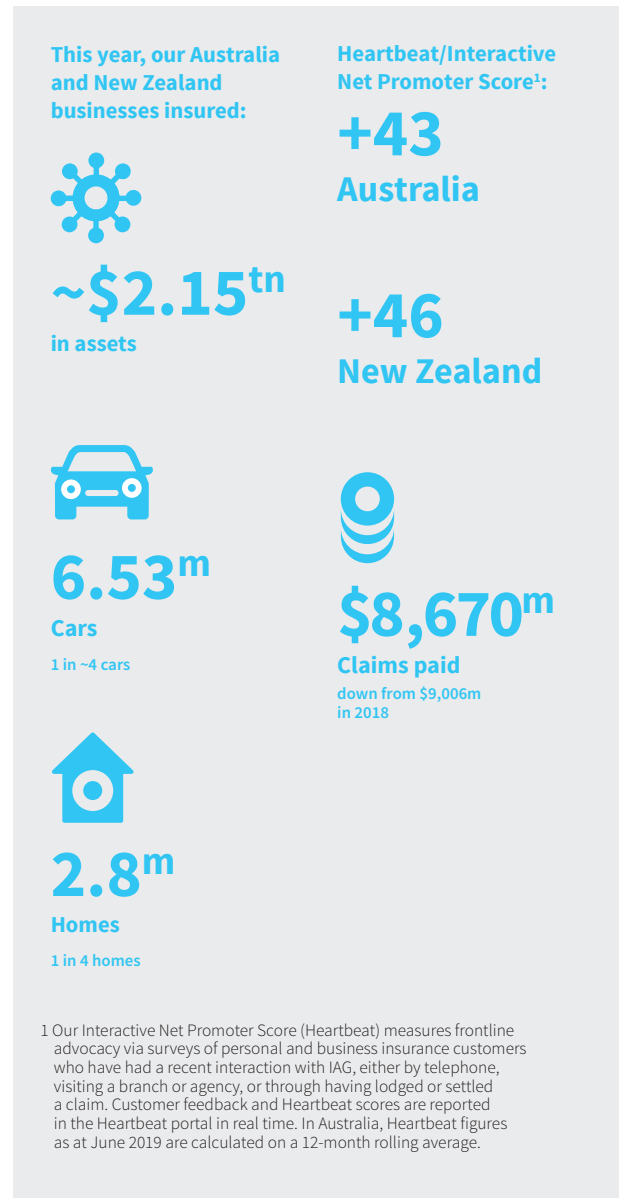 This year, our Australia
and New Zealand
businesses insured:
~$2.15tn
in assets
6.53m
Cars
1 in ~4 cars
2.8m
Homes
1 in 4 homes
Heartbeat/Interactive
Net Promoter Score¹:
+43
Australia
+46
New Zealand
$8,670m
Claims paid
down from $9,006m
in 2018
1 Our Interactive Net Promoter Score (Heartbeat) measures frontline
advocacy via surveys of personal and business insurance customers
who have had a recent interaction with IAG, either by telephone,
visiting a branch or agency, or through having lodged or settled
a claim. Customer feedback and Heartbeat scores are reported
in the Heartbeat portal in real time. In Australia, Heartbeat figures
as at June 2019 are calculated on a 12-month rolling average.